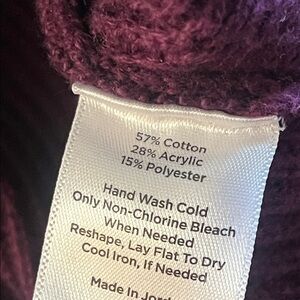 57% Cotton
28% Acrylic
15% Polyester
Hand Wash Cold
Only Non-Chlorine Bleach
When Needed
Reshape, Lay Flat To Dry
Cool Iron, If Needed
Made In